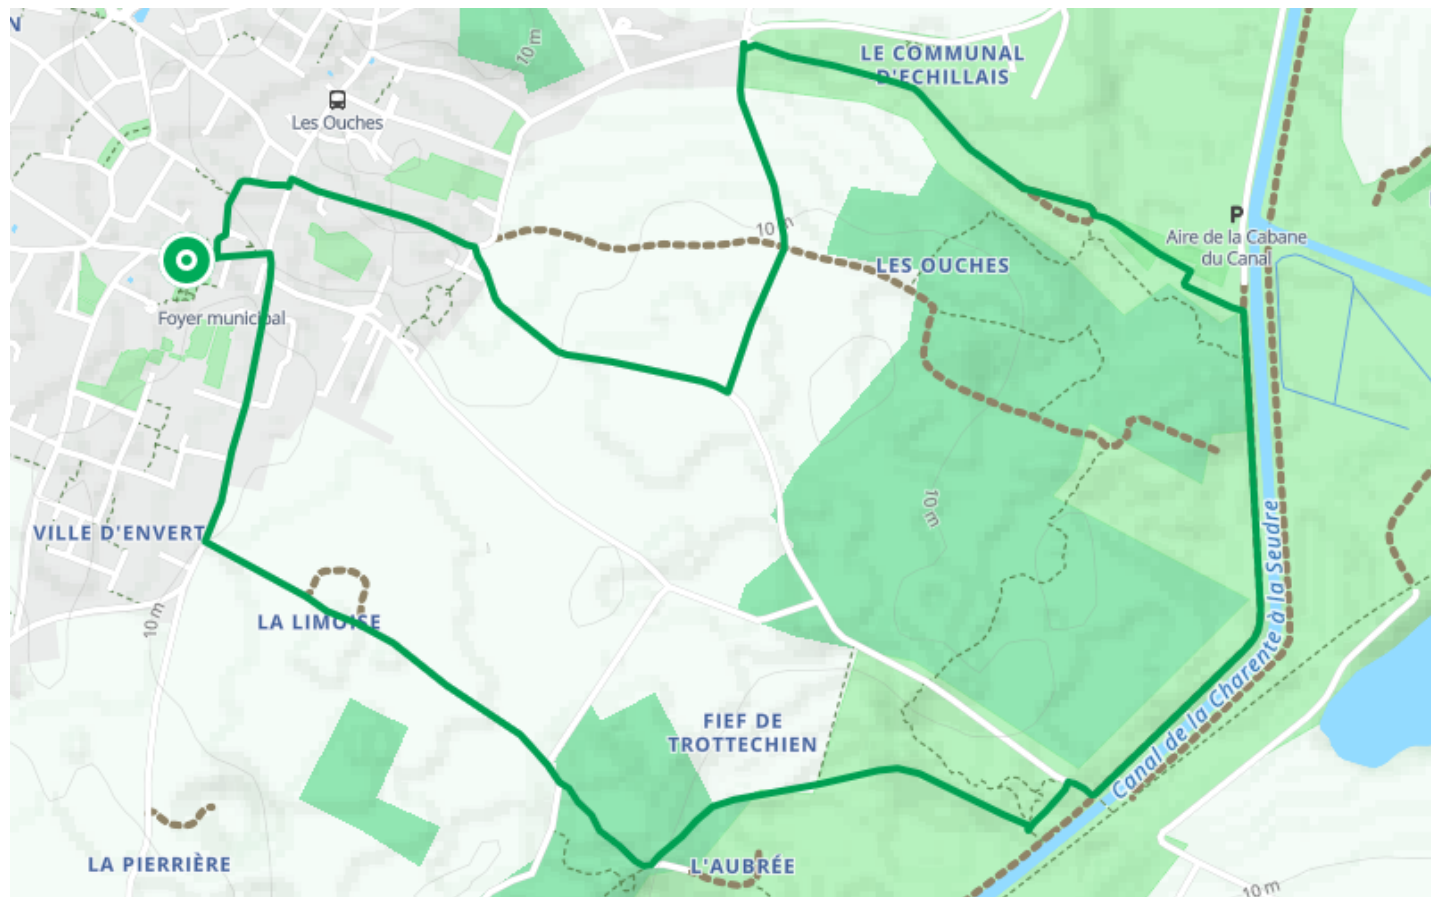 N
10 m
LE COMMUNAL
D'ECHILLAIS
Les Ouches
P
Aire de la Cabane
du Canal
10 m
LES OUCHES
Foyer municipal
10 m
VILLE D'ENVERT
Canal de la Charente à la Seudre
10 m
LA LIMOISE
FIEF DE
TROTTECHIEN
LA PIERRIÈRE
L'AUBRÉE
10 m